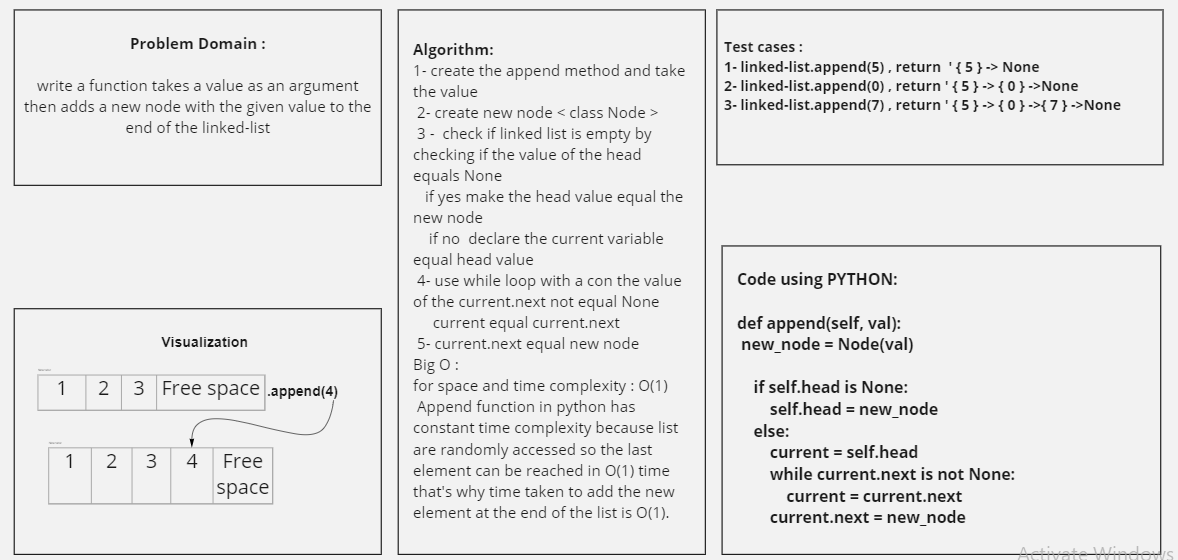 Problem Domain :
write a function takes a value as an argument
then adds a new node with the given value to the
end of the linked-list
Visualization
1 2 3 Free space .append(4)
1 2 3 4 Free
space
Algorithm:
1- create the append method and take
the value
2- create new node < class Node >
3 - check if linked list is empty by
checking if the value of the head
equals None
if yes make the head value equal the
new node
if no declare the current variable
equal head value
4- use while loop with a con the value
of the current.next not equal None
current equal current.next
5- current.next equal new node
Big O :
for space and time complexity : O(1)
Append function in python has
constant time complexity because list
are randomly accessed so the last
element can be reached in O(1) time
that's why time taken to add the new
element at the end of the list is O(1).
Test cases :
1- linked-list.append(5) , return ' { 5 } -> None
2- linked-list.append(0) , return ' { 5 } -> { 0 } ->None
3- linked-list.append(7) , return ' { 5 } -> { 0 } ->{ 7 } ->None
Code using PYTHON:
def append(self, val):
new_node = Node(val)
if self.head is None:
self.head = new_node
else:
current = self.head
while current.next is not None:
current = current.next
current.next = new_node
Activate Windows